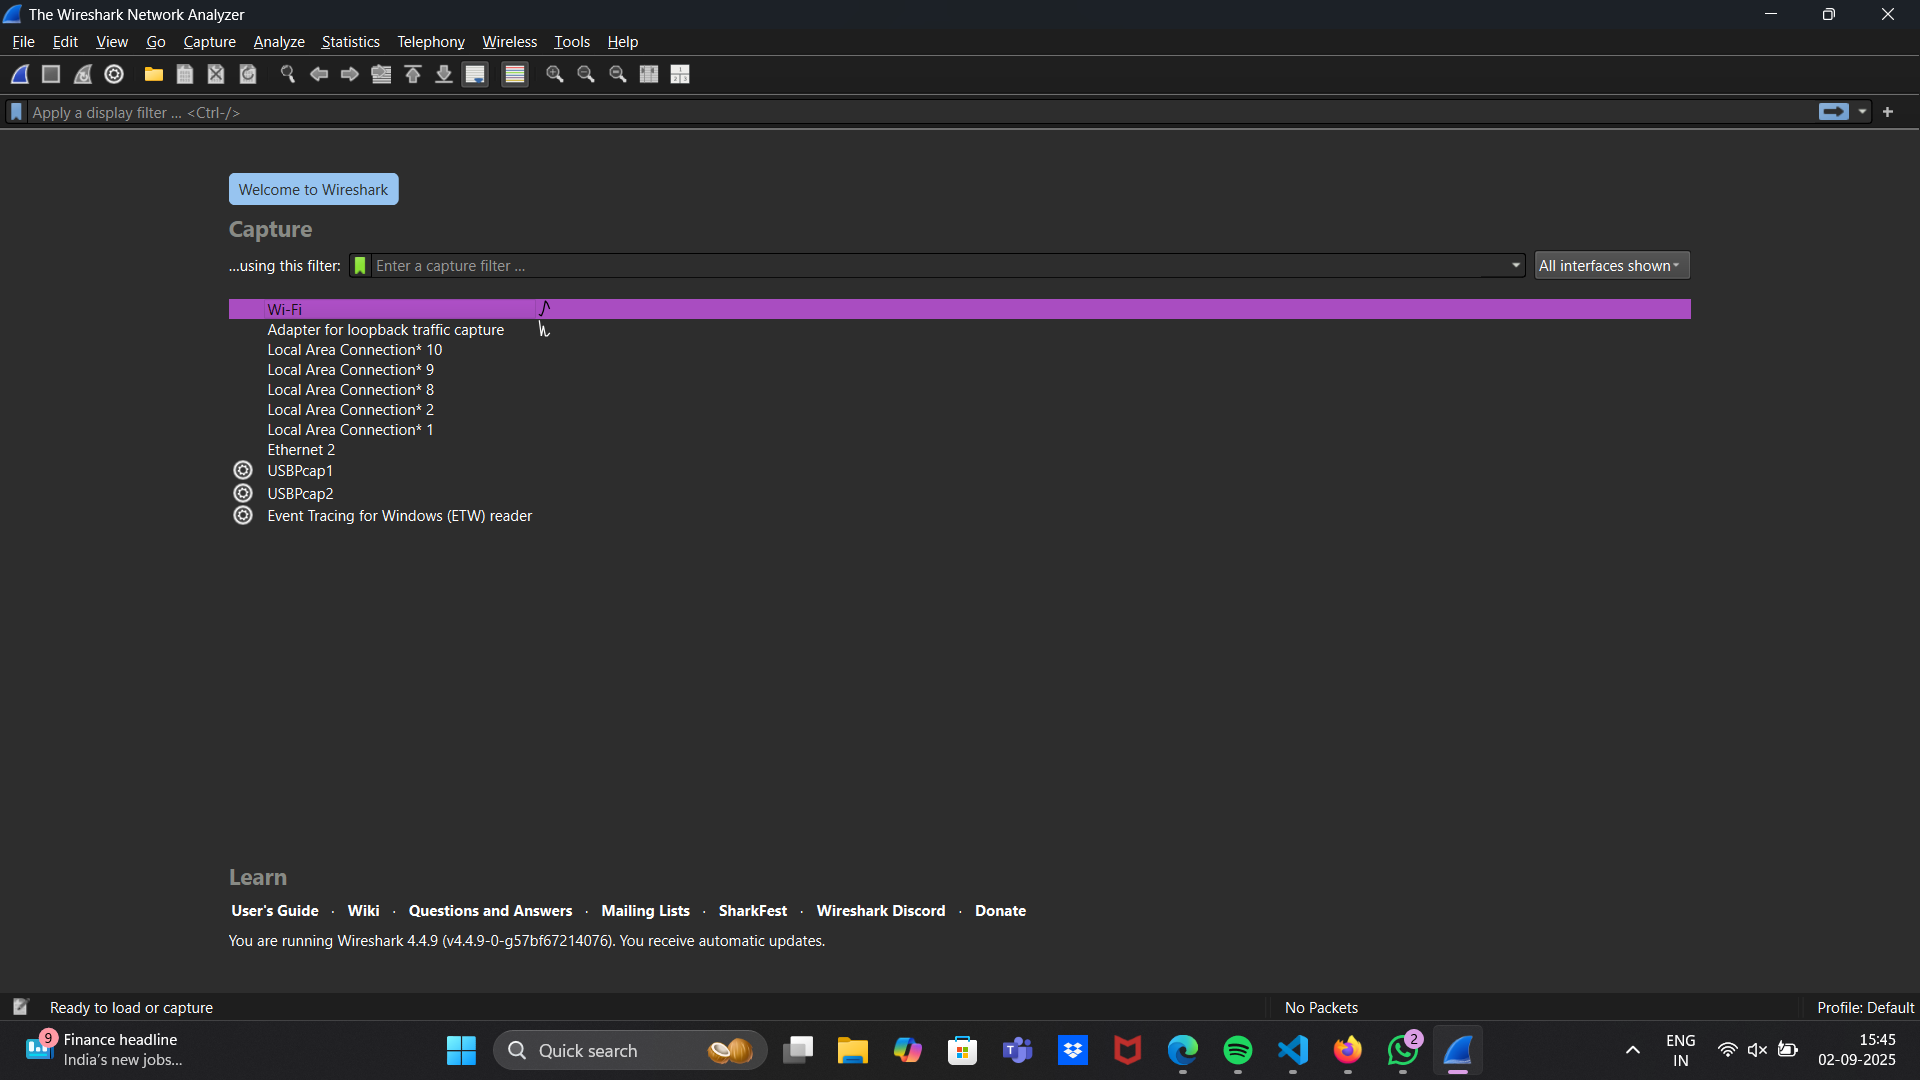 The Wireshark Network Analyzer
File Edit View Go Capture Analyze Statistics Telephony Wireless Tools Help
Apply a display filter ... <Ctrl-/>
Welcome to Wireshark
Capture
...using this filter: Enter a capture filter ... All interfaces shown
Wi-Fi
Adapter for loopback traffic capture
Local Area Connection* 10
Local Area Connection* 9
Local Area Connection* 8
Local Area Connection* 2
Local Area Connection* 1
Ethernet 2
USBPcap1
USBPcap2
Event Tracing for Windows (ETW) reader
Learn
User's Guide · Wiki · Questions and Answers · Mailing Lists · SharkFest · Wireshark Discord · Donate
You are running Wireshark 4.4.9 (v4.4.9-0-g57bf67214076). You receive automatic updates.
Ready to load or capture No Packets Profile: Default
9 Finance headline
India's new jobs...
Quick search
2
ENG
IN
15:45
02-09-2025